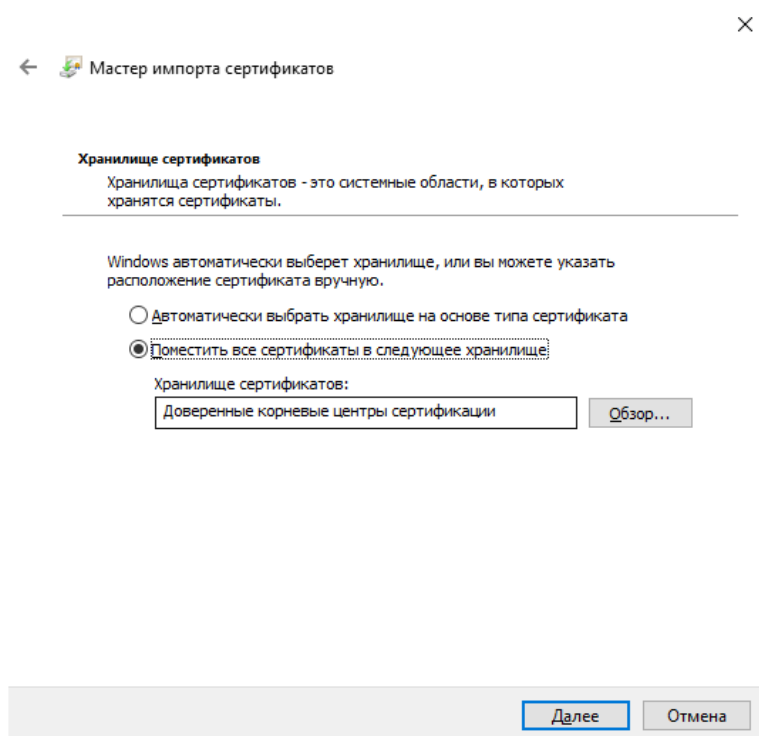 Мастер импорта сертификатов
Хранилище сертификатов
Хранилища сертификатов - это системные области, в которых
хранятся сертификаты.
Windows автоматически выберет хранилище, или вы можете указать
расположение сертификата вручную.
Автоматически выбрать хранилище на основе типа сертификата
Поместить все сертификаты в следующее хранилище
Хранилище сертификатов:
Доверенные корневые центры сертификации
Обзор...
Далее
Отмена